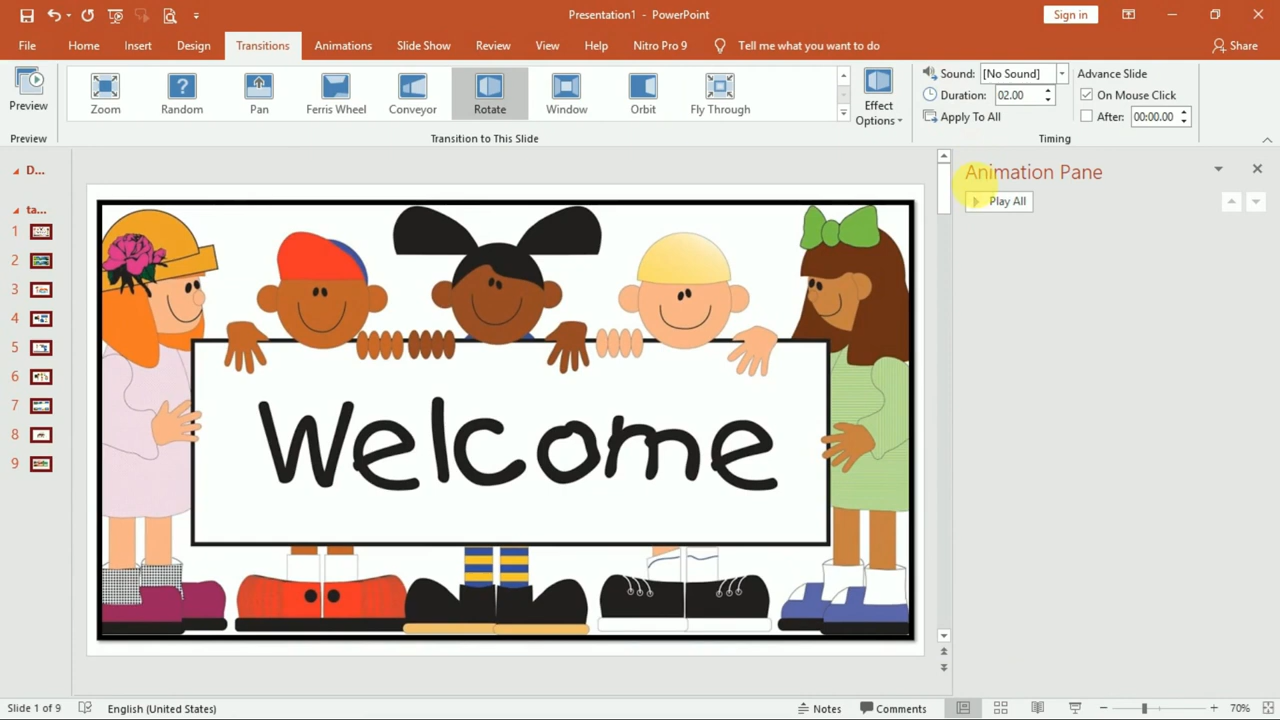 Presentation1 - PowerPoint
Sign in
File
Home
Insert
Design
Transitions
Animations
Slide Show
Review
View
Help
Nitro Pro 9
Tell me what you want to do
Share
Preview
Zoom
Random
Pan
Ferris Wheel
Conveyor
Rotate
Window
Orbit
Fly Through
Effect
Options
Sound: [No Sound]
Duration: 02.00
Apply To All
Advance Slide
On Mouse Click
After: 00:00.00
Preview
Transition to This Slide
Timing
D...
ta...
1
2
3
4
5
6
7
8
9
Welcome
Animation Pane
Play All
Slide 1 of 9
English (United States)
Notes
Comments
70%